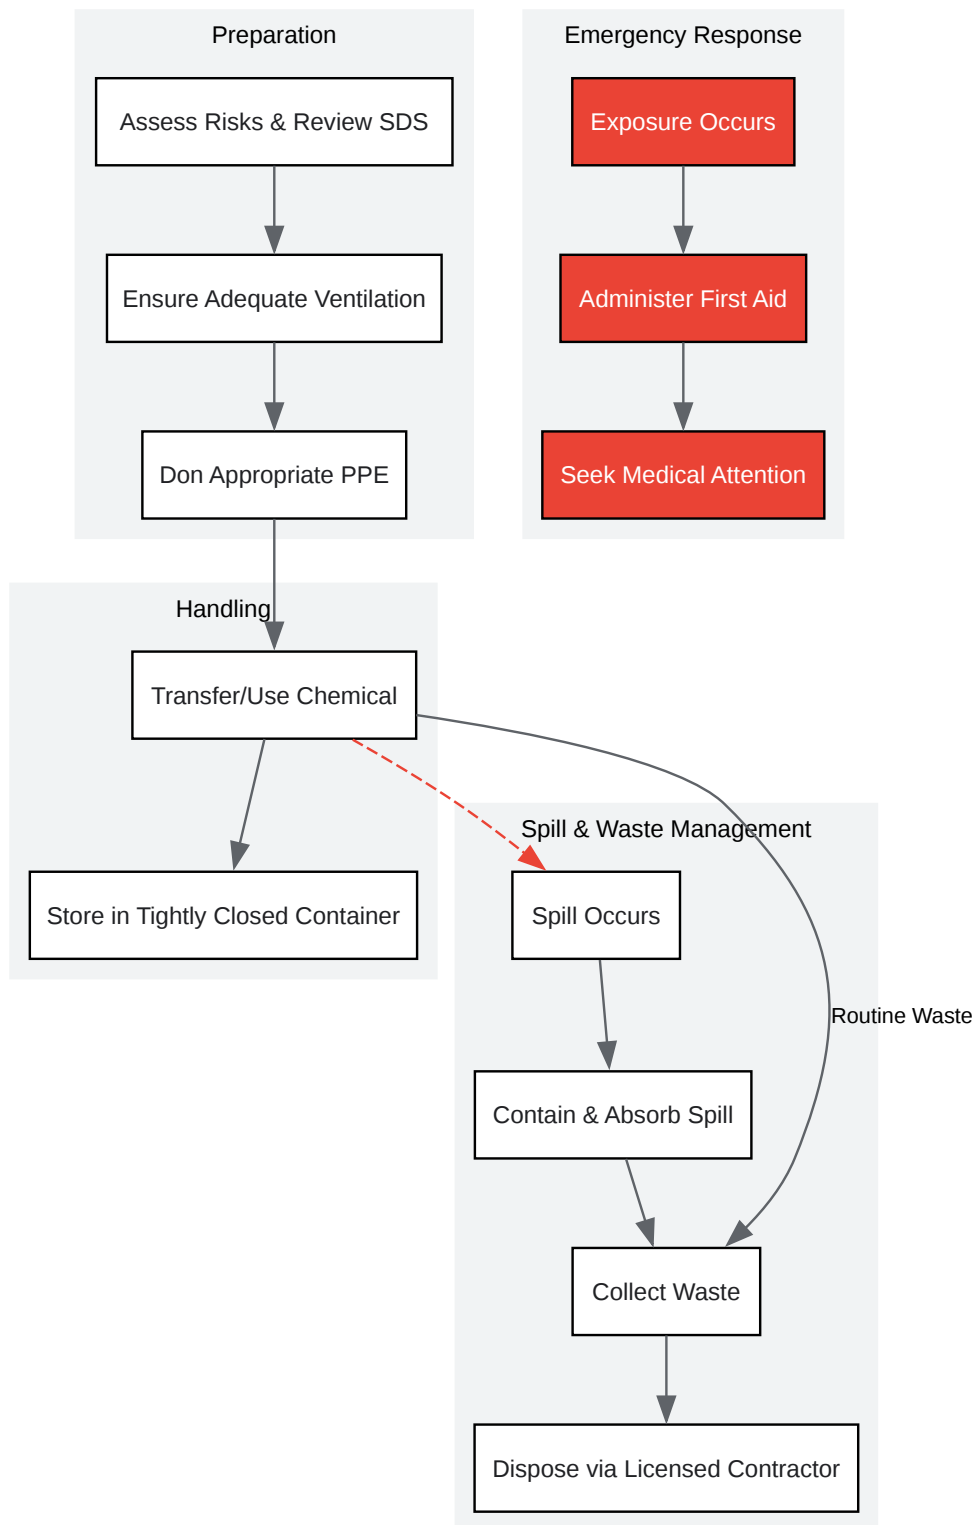 Preparation
Assess Risks & Review SDS
Ensure Adequate Ventilation
Don Appropriate PPE
Emergency Response
Exposure Occurs
Administer First Aid
Seek Medical Attention
Handling
Transfer/Use Chemical
Store in Tightly Closed Container
Spill & Waste Management
Spill Occurs
Routine Waste
Contain & Absorb Spill
Collect Waste
Dispose via Licensed Contractor